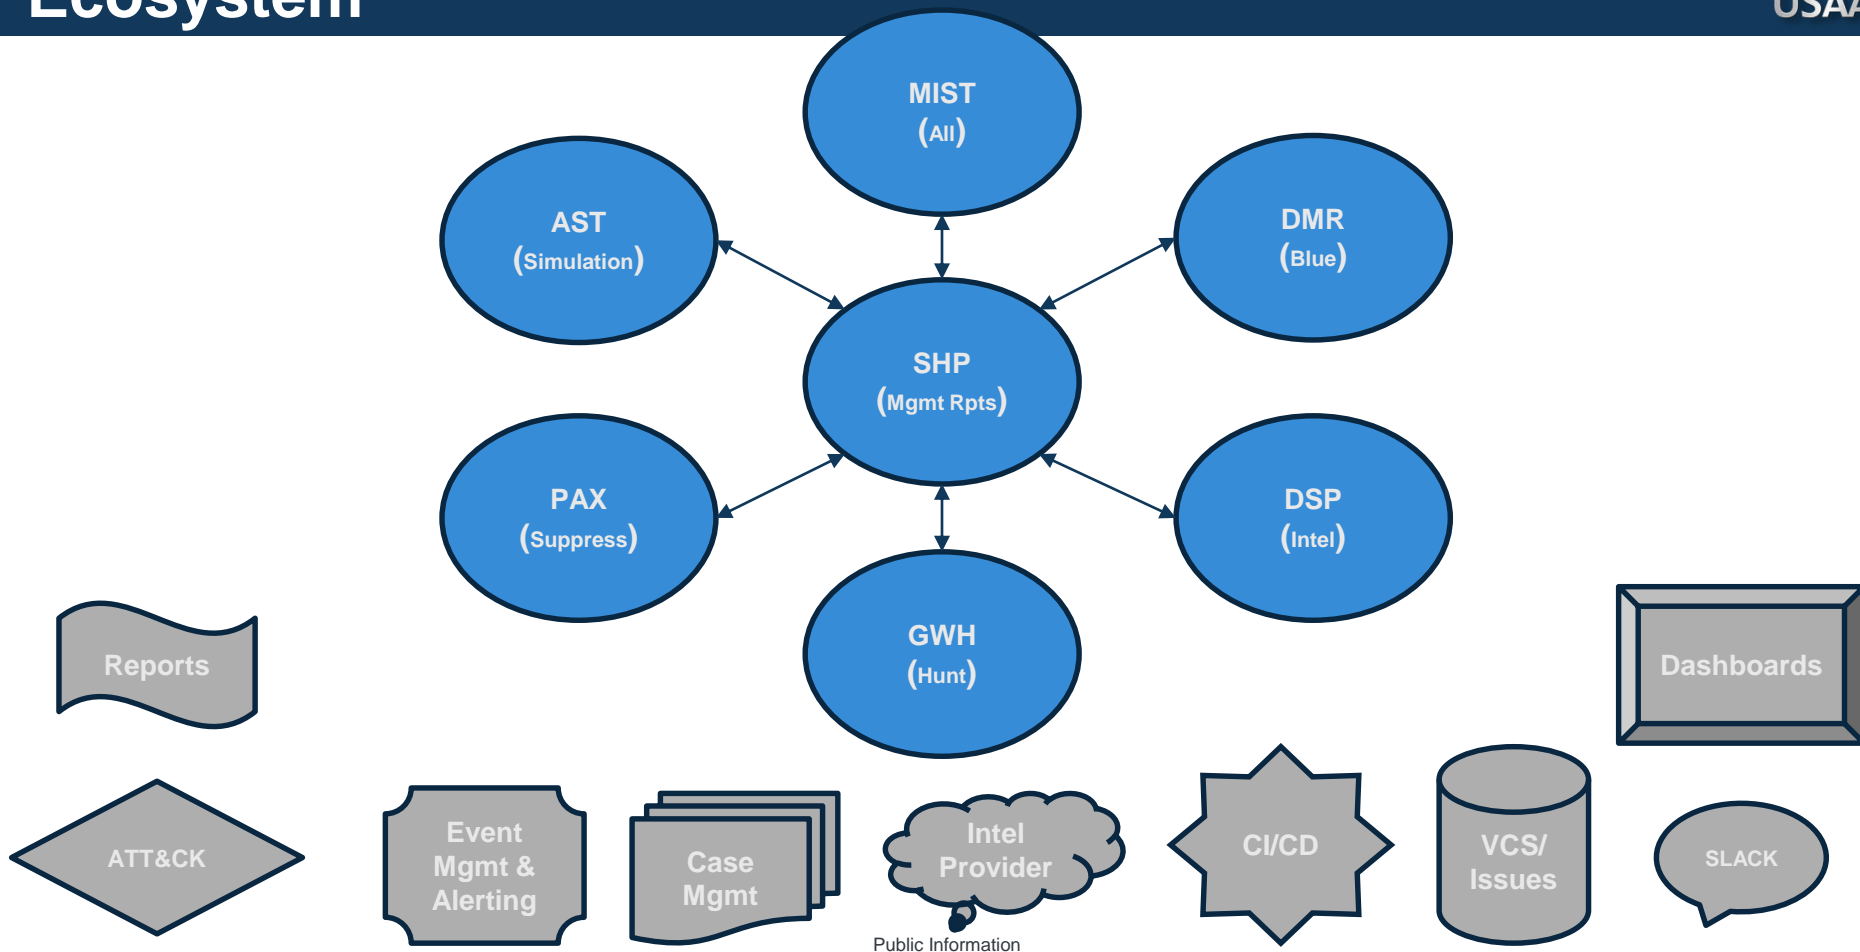 Ecosystem
USAA
MIST
(All)
AST
(Simulation)
DMR
(Blue)
SHP
(Mgmt Rpts)
PAX
(Suppress)
DSP
(Intel)
GWH
(Hunt)
Reports
Dashboards
ATT&CK
Event
Mgmt &
Alerting
Case
Mgmt
Intel
Provider
CI/CD
VCS/
Issues
SLACK
Public Information